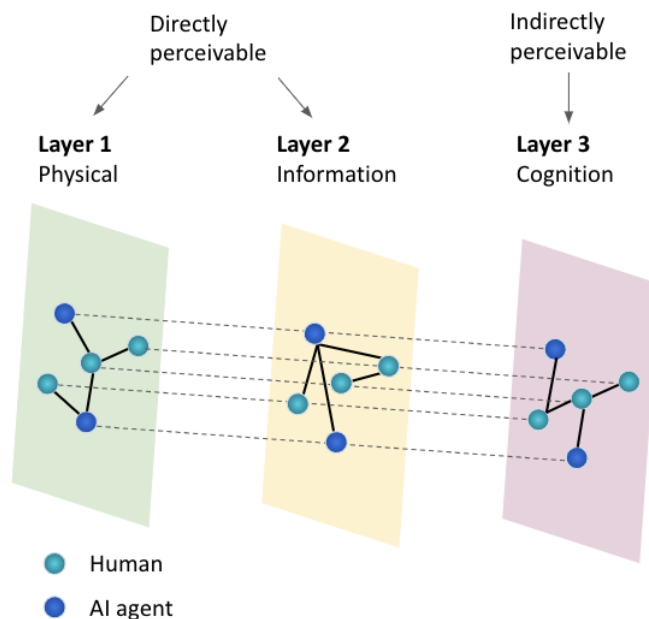 Directly
perceivable
Indirectly
perceivable
Layer 1
Physical
Layer 2
Information
Layer 3
Cognition
Human
AI agent